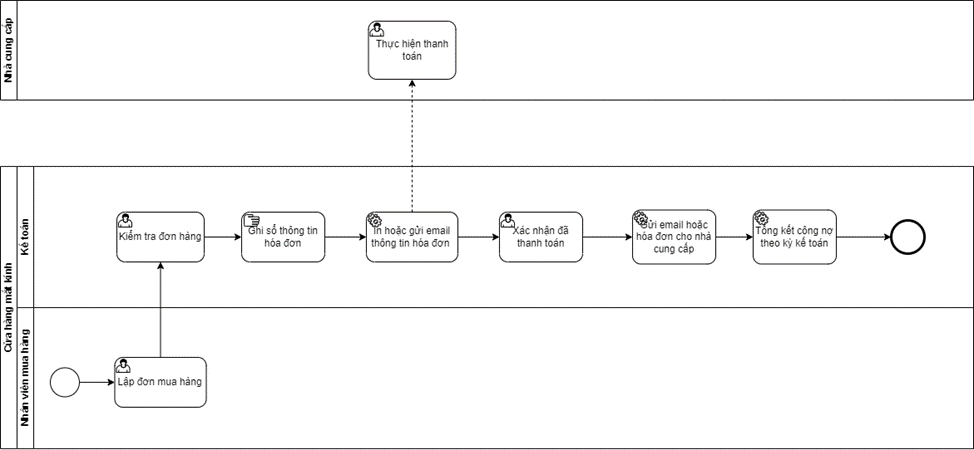 Nhà cung cấp
Thực hiện thanh
toán
Cửa hàng mắt kính
Kế toán
Kiểm tra đơn hàng
Ghi sổ thông tin
hóa đơn
In hoặc gửi email
thông tin hóa đơn
Xác nhận đã
thanh toán
Gửi email hoặc
hóa đơn cho nhà
cung cấp
Tổng kết công nợ
theo kỳ kế toán
Nhân viên mua hàng
Lập đơn mua hàng